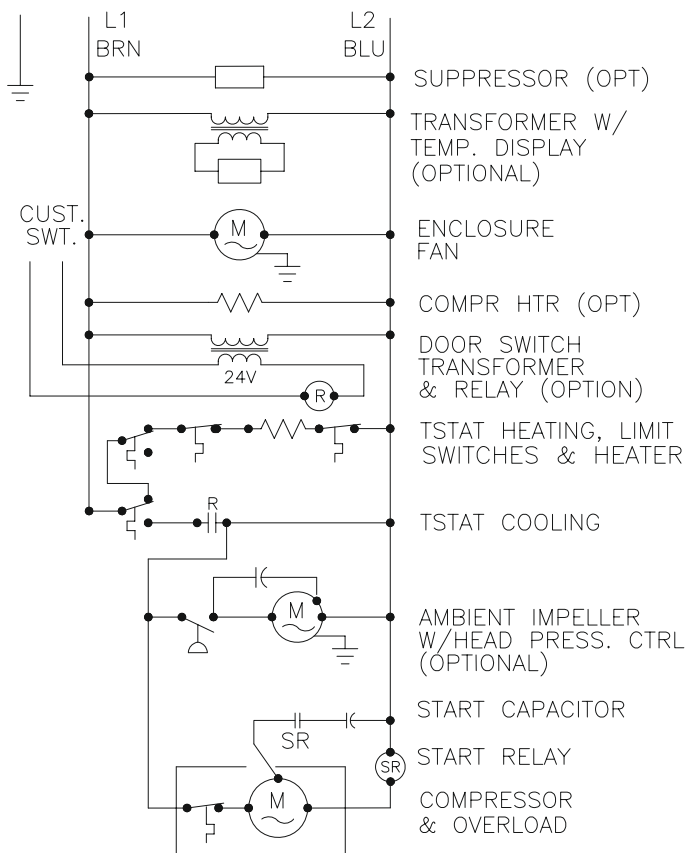 L1
BRN
L2
BLU
SUPPRESSOR (OPT)
TRANSFORMER W/
TEMP. DISPLAY
(OPTIONAL)
CUST.
SWT.
M
ENCLOSURE
FAN
COMPR HTR (OPT)
24V
R
DOOR SWITCH
TRANSFORMER
& RELAY (OPTION)
TSTAT HEATING, LIMIT
SWITCHES & HEATER
R
TSTAT COOLING
M
AMBIENT IMPELLER
W/HEAD PRESS. CTRL
(OPTIONAL)
SR
START CAPACITOR
SR
START RELAY
M
COMPRESSOR
& OVERLOAD